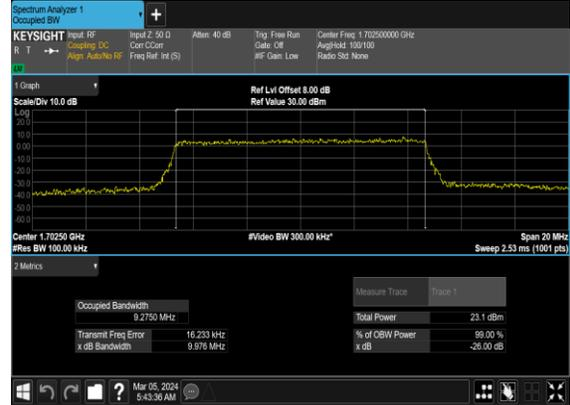 Spectrum Analyzer 1
Occupied BW
KEYSIGHT
R T
LXI
Input: RF
Coupling: DC
Align: Auto/No RF
Input Z: 50 Ω
Corr CCorr
Freq Ref: Int (S)
Atten: 40 dB
Trig: Free Run
Gate: Off
#IF Gain: Low
Center Freq: 1.702500000 GHz
Avg|Hold: 100/100
Radio Std: None
1 Graph
Scale/Div 10.0 dB
Ref Lvl Offset 8.00 dB
Ref Value 30.00 dBm
Log
20.0
10.0
0.00
-10.0
-20.0
-30.0
-40.0
-50.0
-60.0
Center 1.70250 GHz
#Video BW 300.00 kHz*
Span 20 MHz
#Res BW 100.00 kHz
Sweep 2.53 ms (1001 pts)
2 Metrics
Measure Trace
Trace 1
Occupied Bandwidth
9.2750 MHz
Total Power
23.1 dBm
Transmit Freq Error
16.233 kHz
% of OBW Power
99.00 %
x dB Bandwidth
9.976 MHz
x dB
-26.00 dB
?
Mar 05, 2024
5:43:36 AM